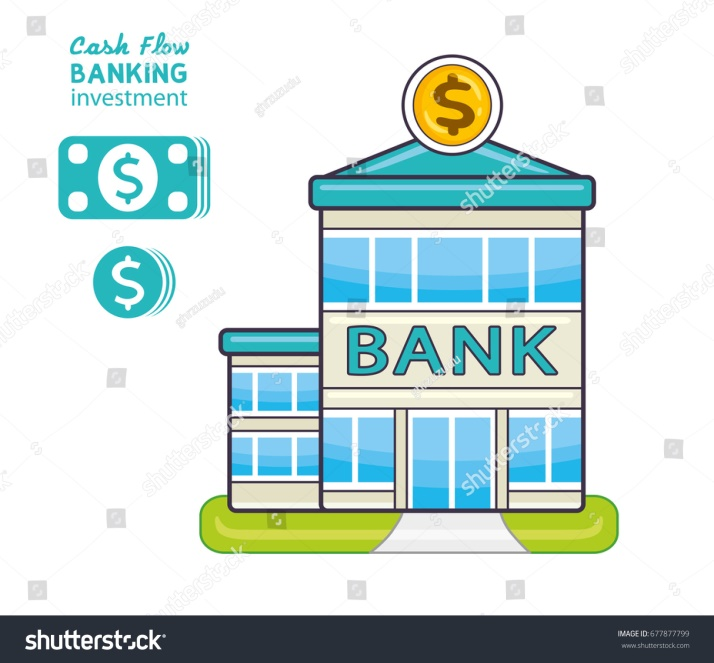 Cash Flow
BANKING
investment
$
$
$
BANK
shutterstock
IMAGE ID: 677877799
www.shutterstock.com